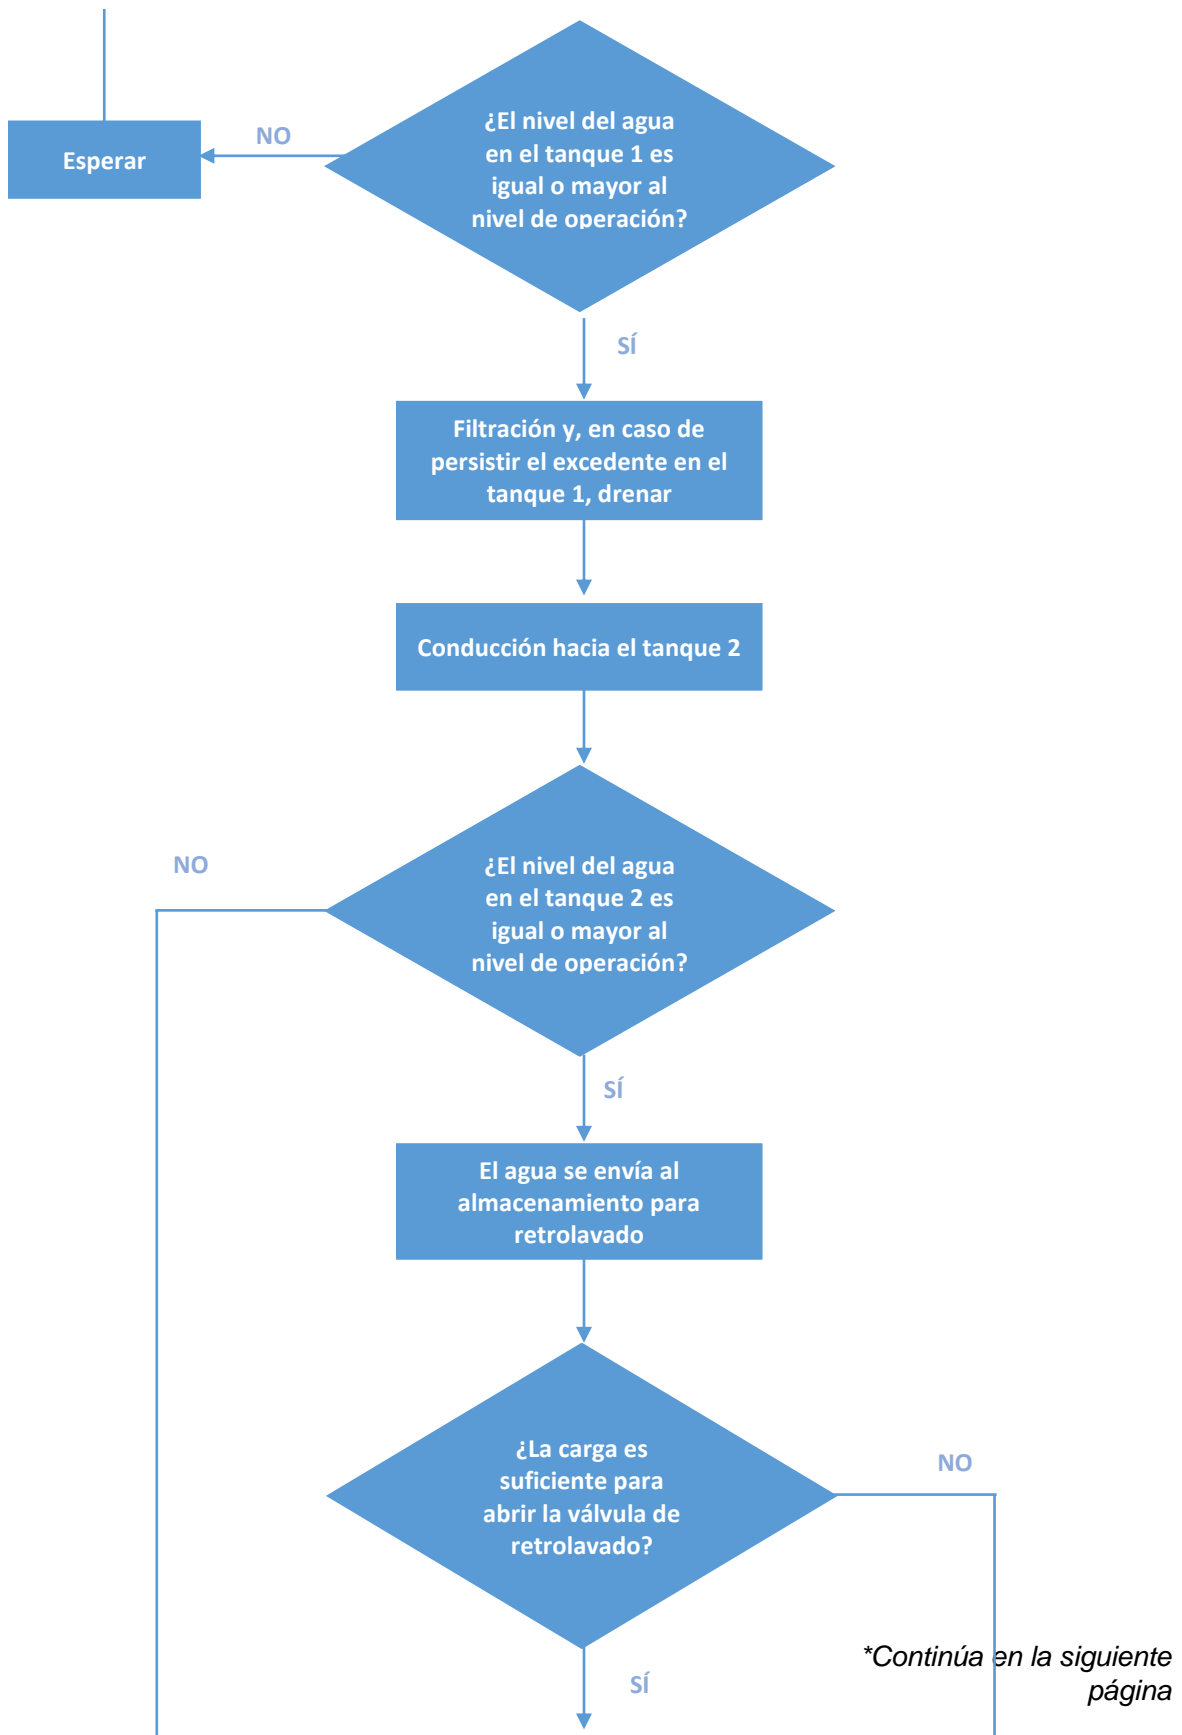 ¿El nivel del agua
en el tanque 1 es
igual o mayor al
nivel de operación?
NO
Esperar
SÍ
Filtración y, en caso de
persistir el excedente en el
tanque 1, drenar
Conducción hacia el tanque 2
¿El nivel del agua
en el tanque 2 es
igual o mayor al
nivel de operación?
NO
SÍ
El agua se envía al
almacenamiento para
retrolavado
¿La carga es
suficiente para
abrir la válvula de
retrolavado?
NO
SÍ
*Continúa en la siguiente
página